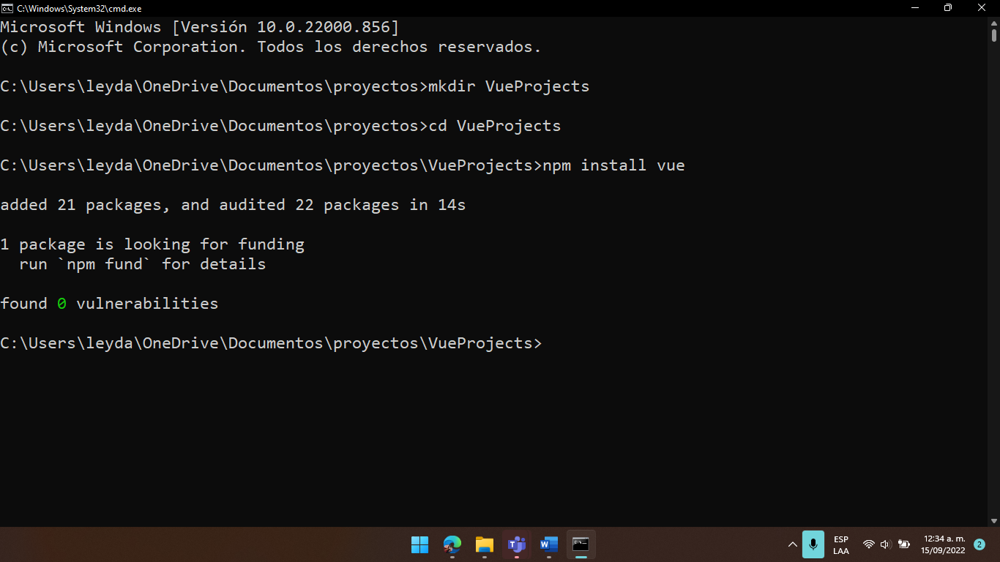 C:\Windows\System32\cmd.exe
Microsoft Windows [Versión 10.0.22000.856]
(c) Microsoft Corporation. Todos los derechos reservados.
C:\Users\leyda\OneDrive\Documentos\proyectos>mkdir VueProjects
C:\Users\leyda\OneDrive\Documentos\proyectos>cd VueProjects
C:\Users\leyda\OneDrive\Documentos\proyectos\VueProjects>npm install vue
added 21 packages, and audited 22 packages in 14s
1 package is looking for funding
  run `npm fund` for details
found 0 vulnerabilities
C:\Users\leyda\OneDrive\Documentos\proyectos\VueProjects>
ESP
LAA
12:34 a. m.
15/09/2022
2